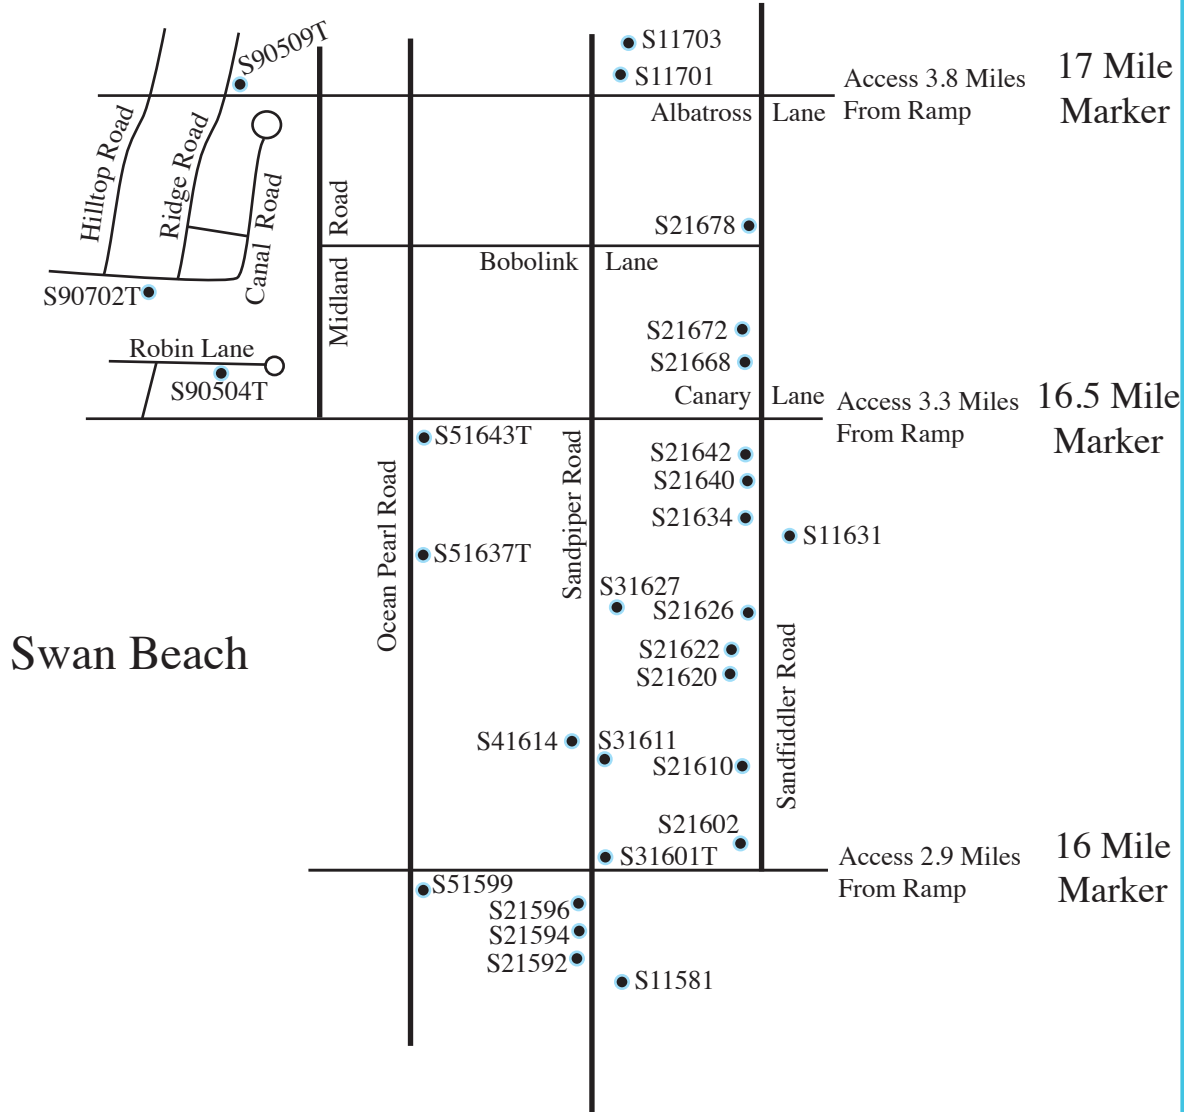 S90509T
S11703
S11701
Access 3.8 Miles
From Ramp
17 Mile
Marker
Albatross Lane
Hilltop Road
Ridge Road
Canal Road
Midland Road
S21678
Bobolink Lane
S90702T
S21672
S21668
Robin Lane
S90504T
Canary Lane
Access 3.3 Miles
From Ramp
16.5 Mile
Marker
S51643T
S21642
S21640
S21634
S11631
Ocean Pearl Road
Sandpiper Road
S51637T
S31627
S21626
Swan Beach
S21622
S21620
Sandfiddler Road
S41614
S31611
S21610
S21602
S31601T
Access 2.9 Miles
From Ramp
16 Mile
Marker
S51599
S21596
S21594
S21592
S11581